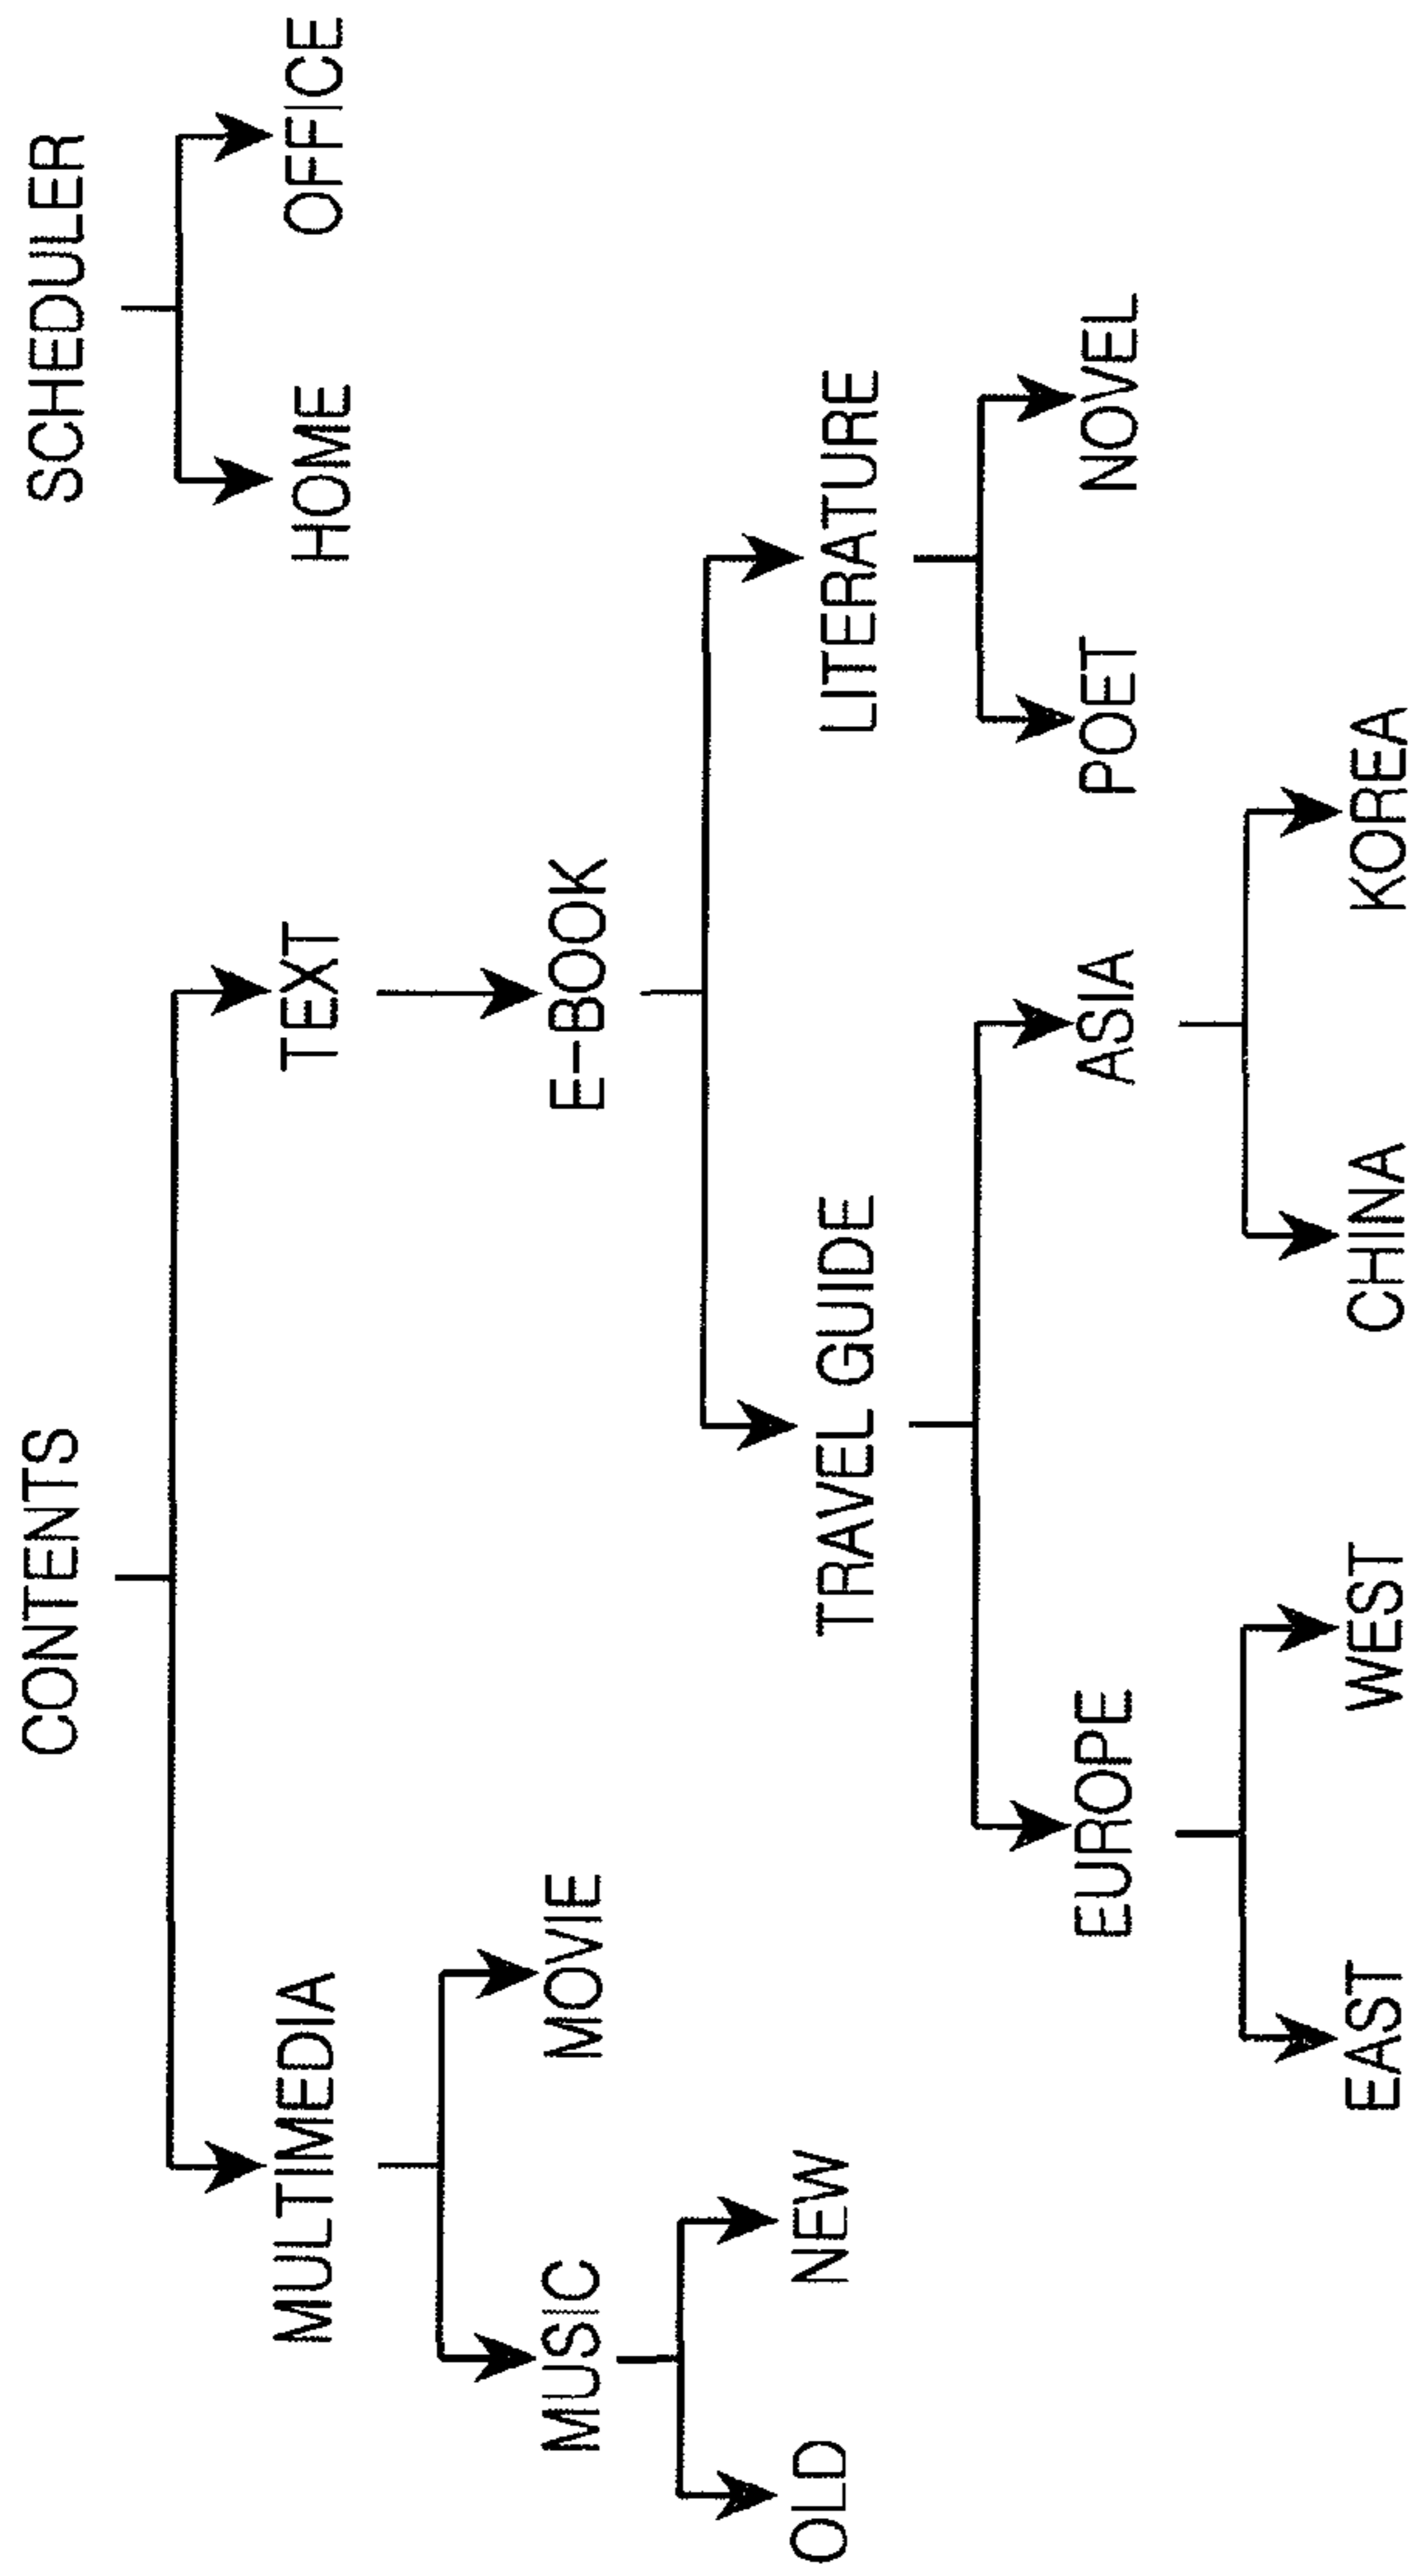 CONTENTS
SCHEDULER
MULTIMEDIA
TEXT
HOME
OFFICE
MUSIC
MOVIE
E-BOOK
OLD
NEW
TRAVEL GUIDE
LITERATURE
EUROPE
ASIA
POET
NOVEL
EAST
WEST
CHINA
KOREA